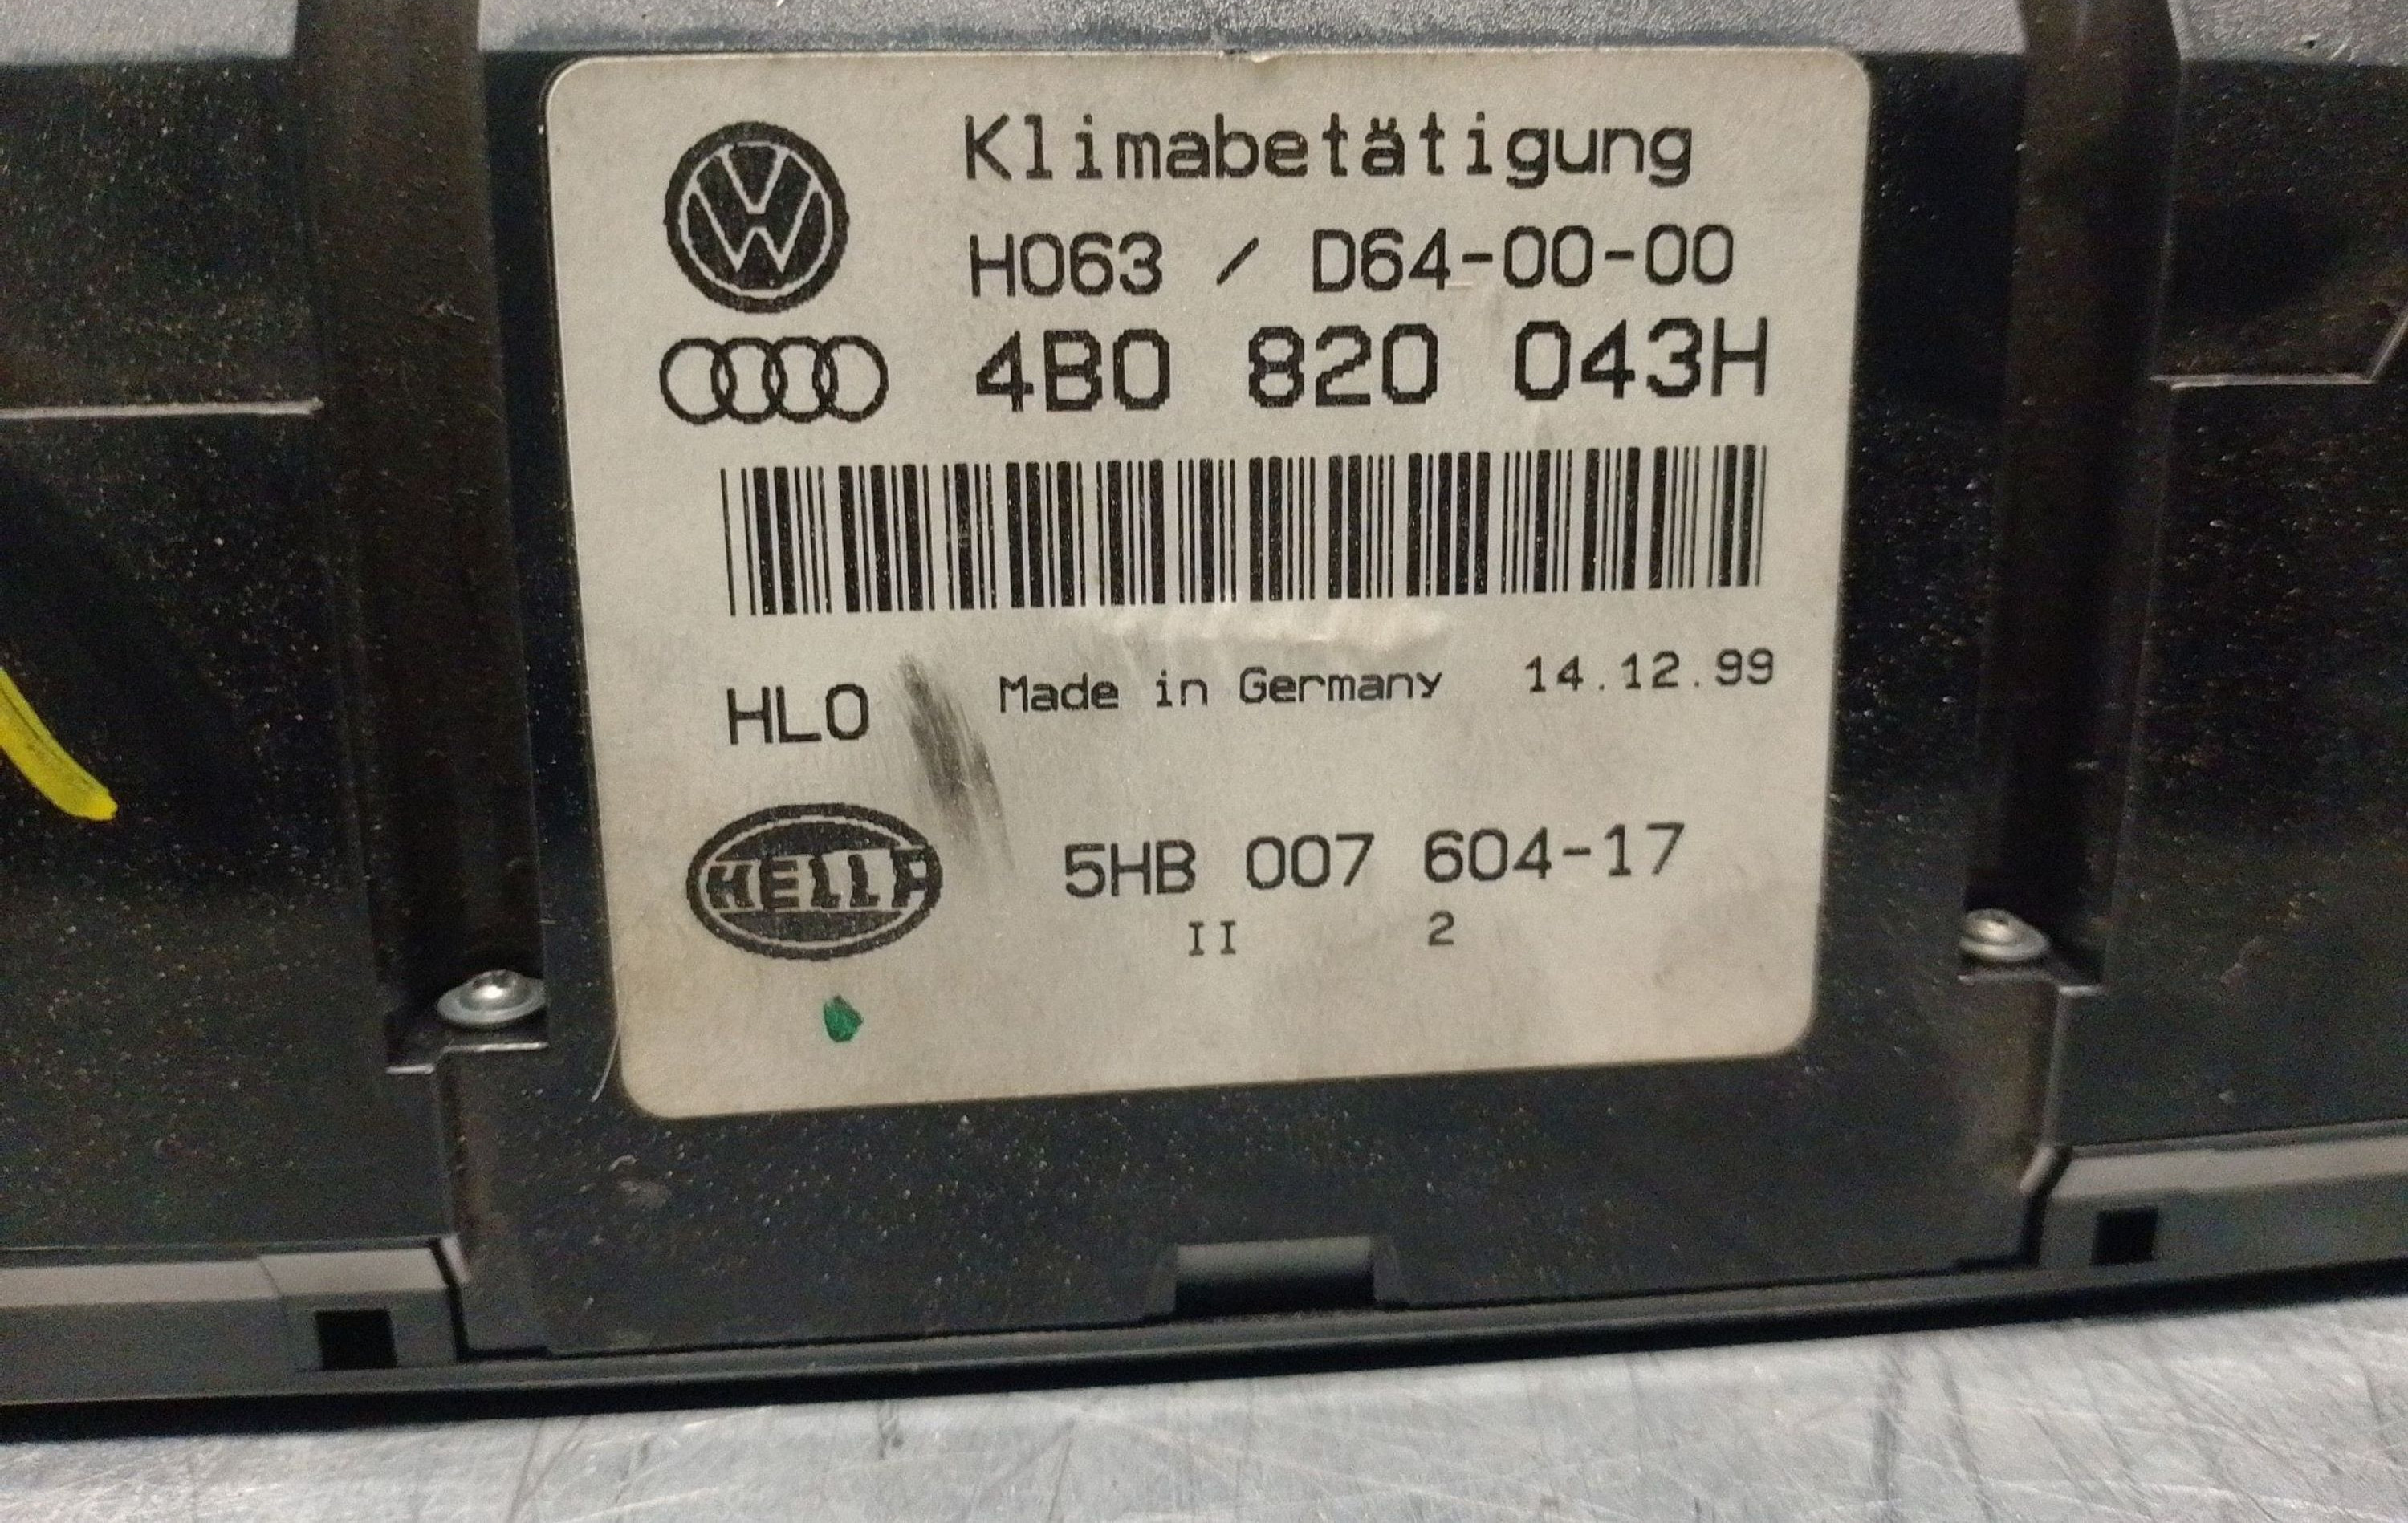 Klimabetätigung
H063 / D64-00-00
4B0 820 043H
HLO Made in Germany 14.12.99
HELLA 5HB 007 604-17
II 2